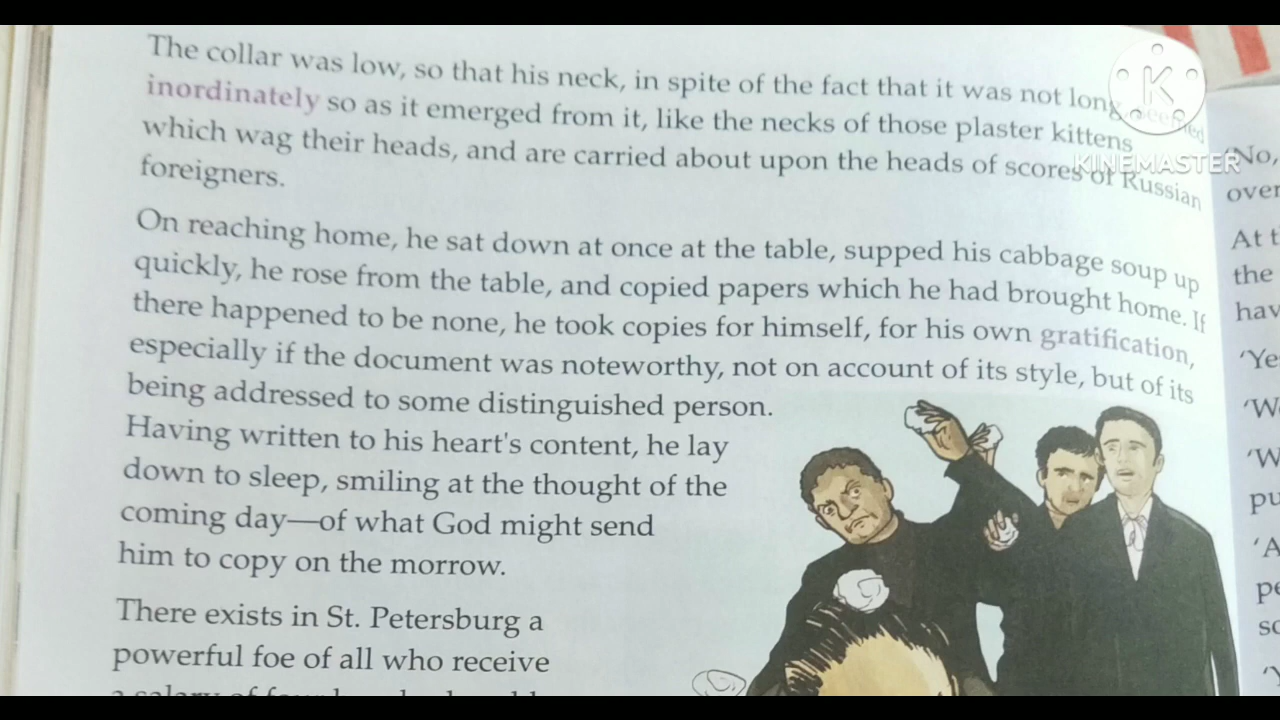 The collar was low, so that his neck, in spite of the fact that it was not long
inordinately so as it emerged from it, like the necks of those plaster kittens
which wag their heads, and are carried about upon the heads of scores of Russian
foreigners.
On reaching home, he sat down at once at the table, supped his cabbage soup up
quickly, he rose from the table, and copied papers which he had brought home. If
there happened to be none, he took copies for himself, for his own gratification,
especially if the document was noteworthy, not on account of its style, but of its
being addressed to some distinguished person.
Having written to his heart's content, he lay
down to sleep, smiling at the thought of the
coming day—of what God might send
him to copy on the morrow.
There exists in St. Petersburg a
powerful foe of all who receive
K
KINEMASTER
'No,
over
At t
the
hav
'Ye
'W
'W
pu
'A
pe
so